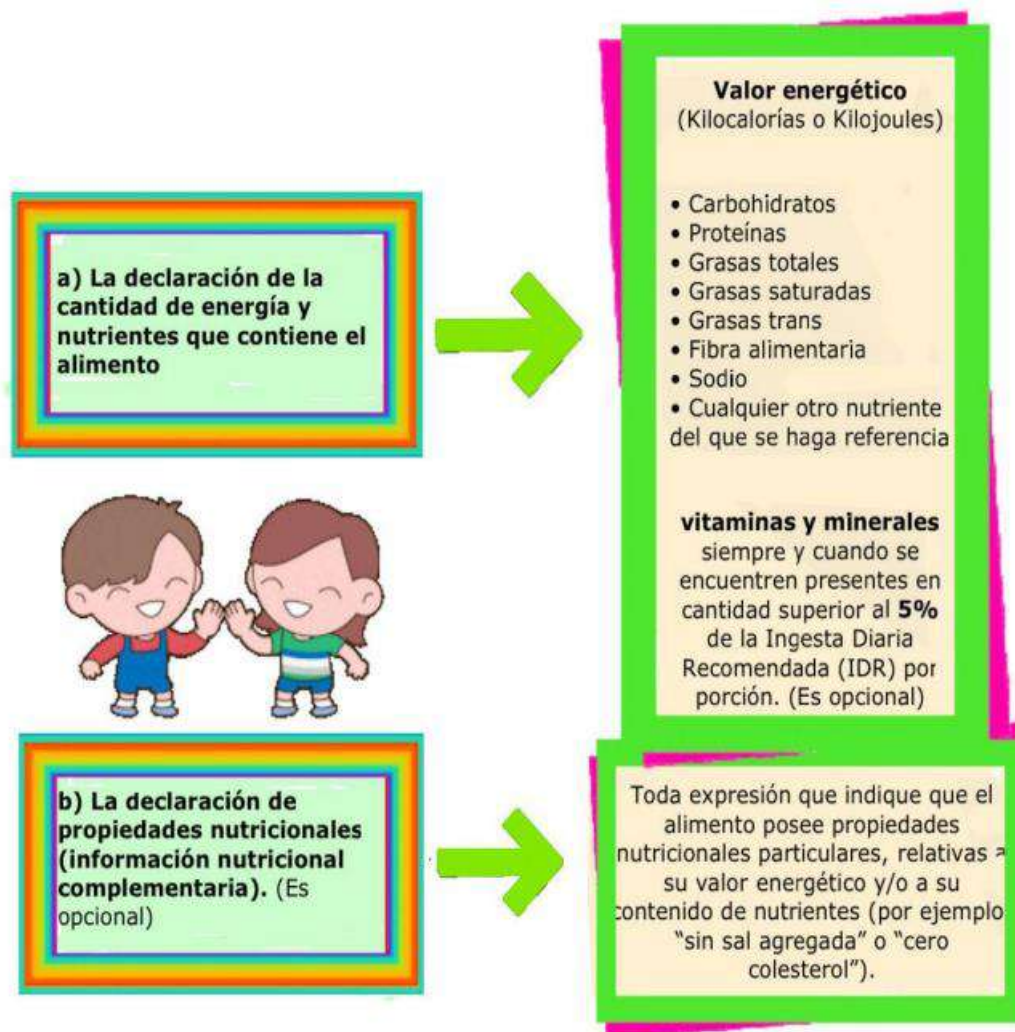 a) La declaración de la
cantidad de energía y
nutrientes que contiene el
alimento
Valor energético
(Kilocalorías o Kilojoules)
• Carbohidratos
• Proteínas
• Grasas totales
• Grasas saturadas
• Grasas trans
• Fibra alimentaria
• Sodio
• Cualquier otro nutriente
del que se haga referencia
vitaminas y minerales
siempre y cuando se
encuentren presentes en
cantidad superior al 5%
de la Ingesta Diaria
Recomendada (IDR) por
porción. (Es opcional)
b) La declaración de
propiedades nutricionales
(información nutricional
complementaria). (Es
opcional)
Toda expresión que indique que el
alimento posee propiedades
nutricionales particulares, relativas a
su valor energético y/o a su
contenido de nutrientes (por ejemplo
“sin sal agregada” o “cero
colesterol”).